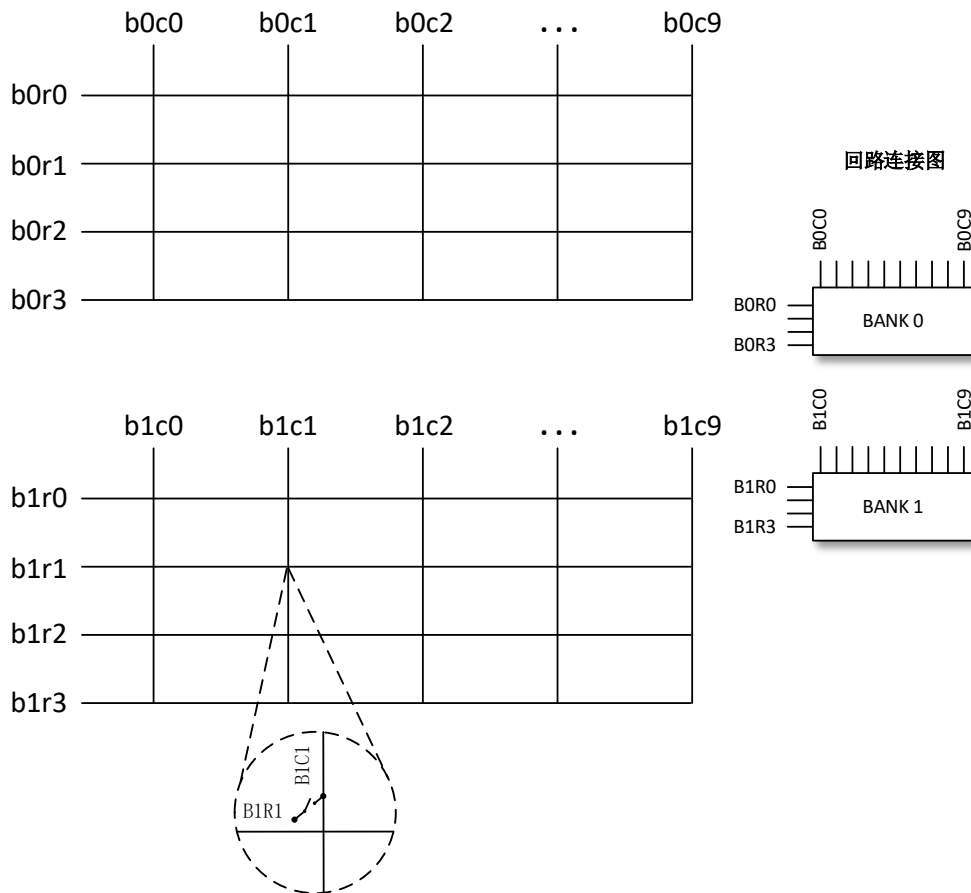 b0c0 b0c1 b0c2 ... b0c9
b0r0
b0r1
b0r2
b0r3
b1c0 b1c1 b1c2 ... b1c9
b1r0
b1r1
b1r2
b1r3
B1C1
B1R1
回路连接图
B0C0 B0C9
B0R0
BANK 0
B0R3
B1C0 B1C9
B1R0
BANK 1
B1R3